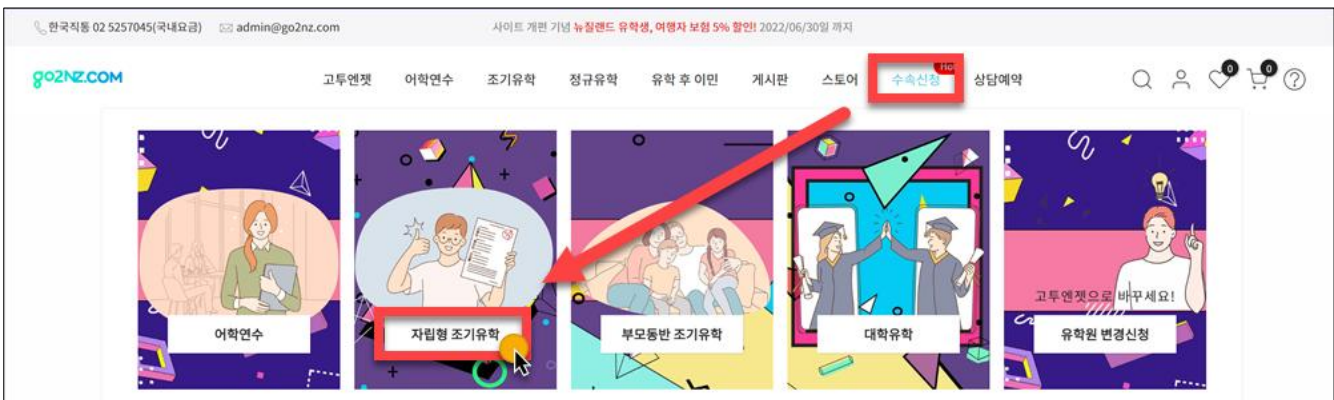 한국직통 02 5257045(국내요금) admin@go2nz.com 사이트 개편 기념 뉴질랜드 유학생, 여행자 보험 5% 할인! 2022/06/30일 까지
go2NZ.COM 고투엔젯 어학연수 조기유학 정규유학 유학 후 이민 게시판 스토어 수속신청 Hot 상담예약 0 0
고투엔젯으로 바꾸세요!
어학연수 자립형 조기유학 부모동반 조기유학 대학유학 유학원 변경신청